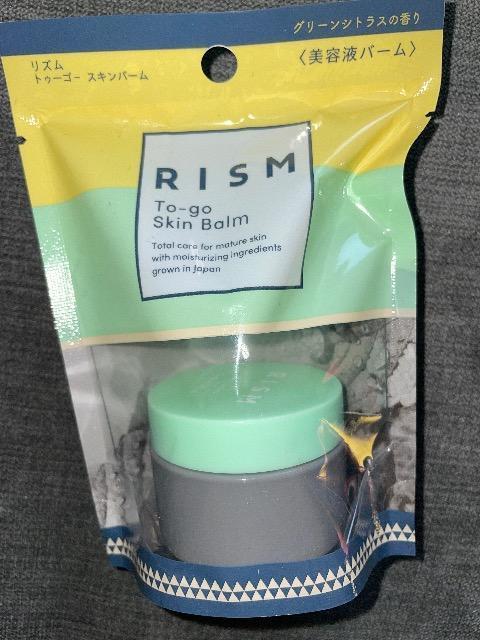 グリーンシトラスの香り
リズム
トゥーゴー スキンバーム
〈美容液バーム〉
RISM
To-go
Skin Balm
Total care for mature skin
with moisturizing ingredients
grown in Japan
RISM